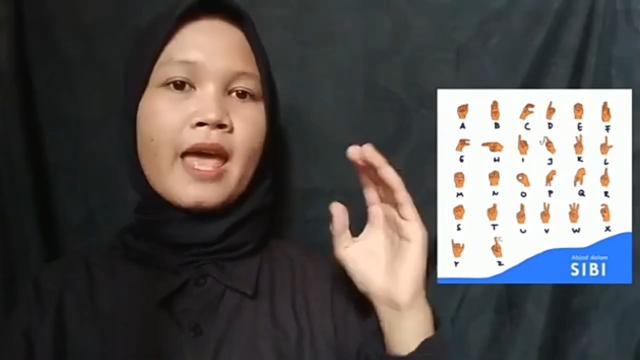 A B C D E F
G H I J K L
M N O P Q R
S T U V W X
Y Z
Abjad dalam
SIBI